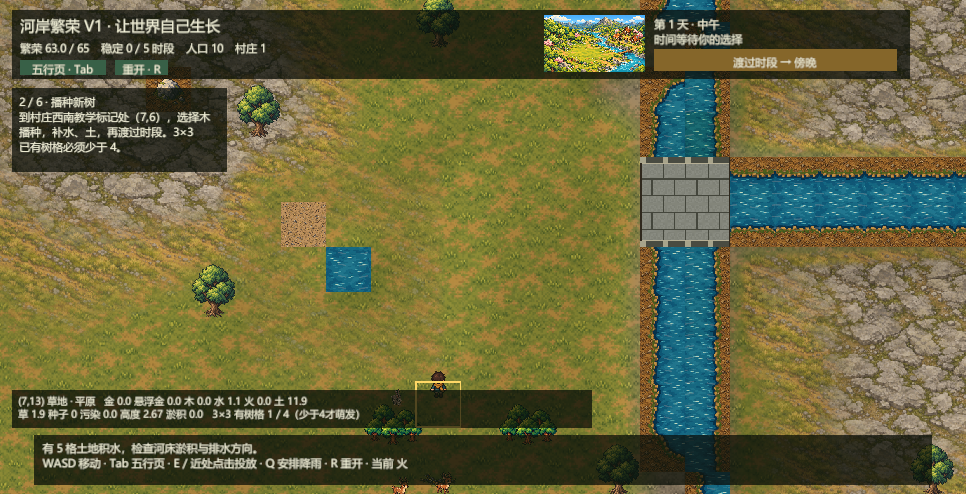 河岸繁荣 V1 · 让世界自己生长
繁荣 63.0 / 65 稳定 0 / 5 时段 人口 10 村庄 1
五行页 · Tab 重开 · R
第 1 天 · 中午
时间等待你的选择
渡过时段 → 傍晚
2 / 6 · 播种新树
到村庄西南教学标记处（7,6），选择木
播种，补水、土，再渡过时段。3×3
已有树格必须少于 4。
(7,13) 草地 · 平原 金 0.0 悬浮金 0.0 木 0.0 水 1.1 火 0.0 土 11.9
草 1.9 种子 0 污染 0.0 高度 2.67 淤积 0.0 3×3 有树格 1 / 4（少于4才萌发）
有 5 格土地积水，检查河床淤积与排水方向。
WASD 移动 · Tab 五行页 · E / 近处点击投放 · Q 安排降雨 · R 重开 · 当前 火